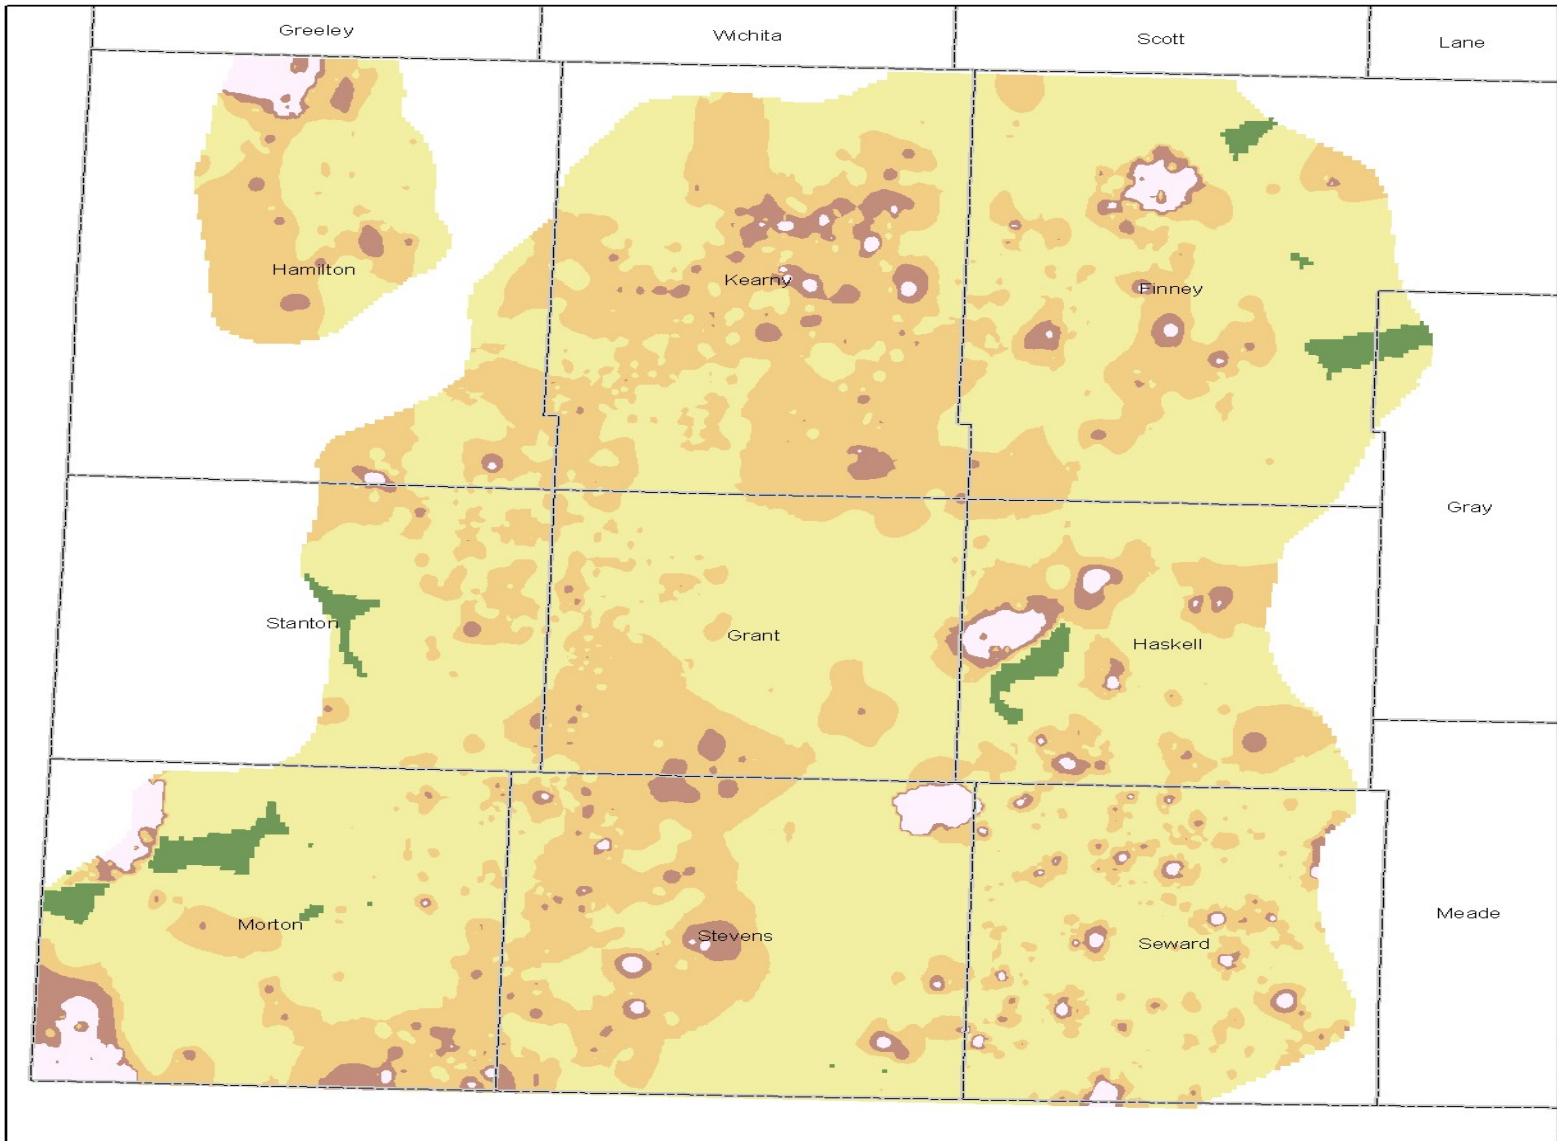 Greeley
Wichita
Scott
Lane
Hamilton
Kearny
Finney
Gray
Stanton
Grant
Haskell
Morton
Stevens
Seward
Meade